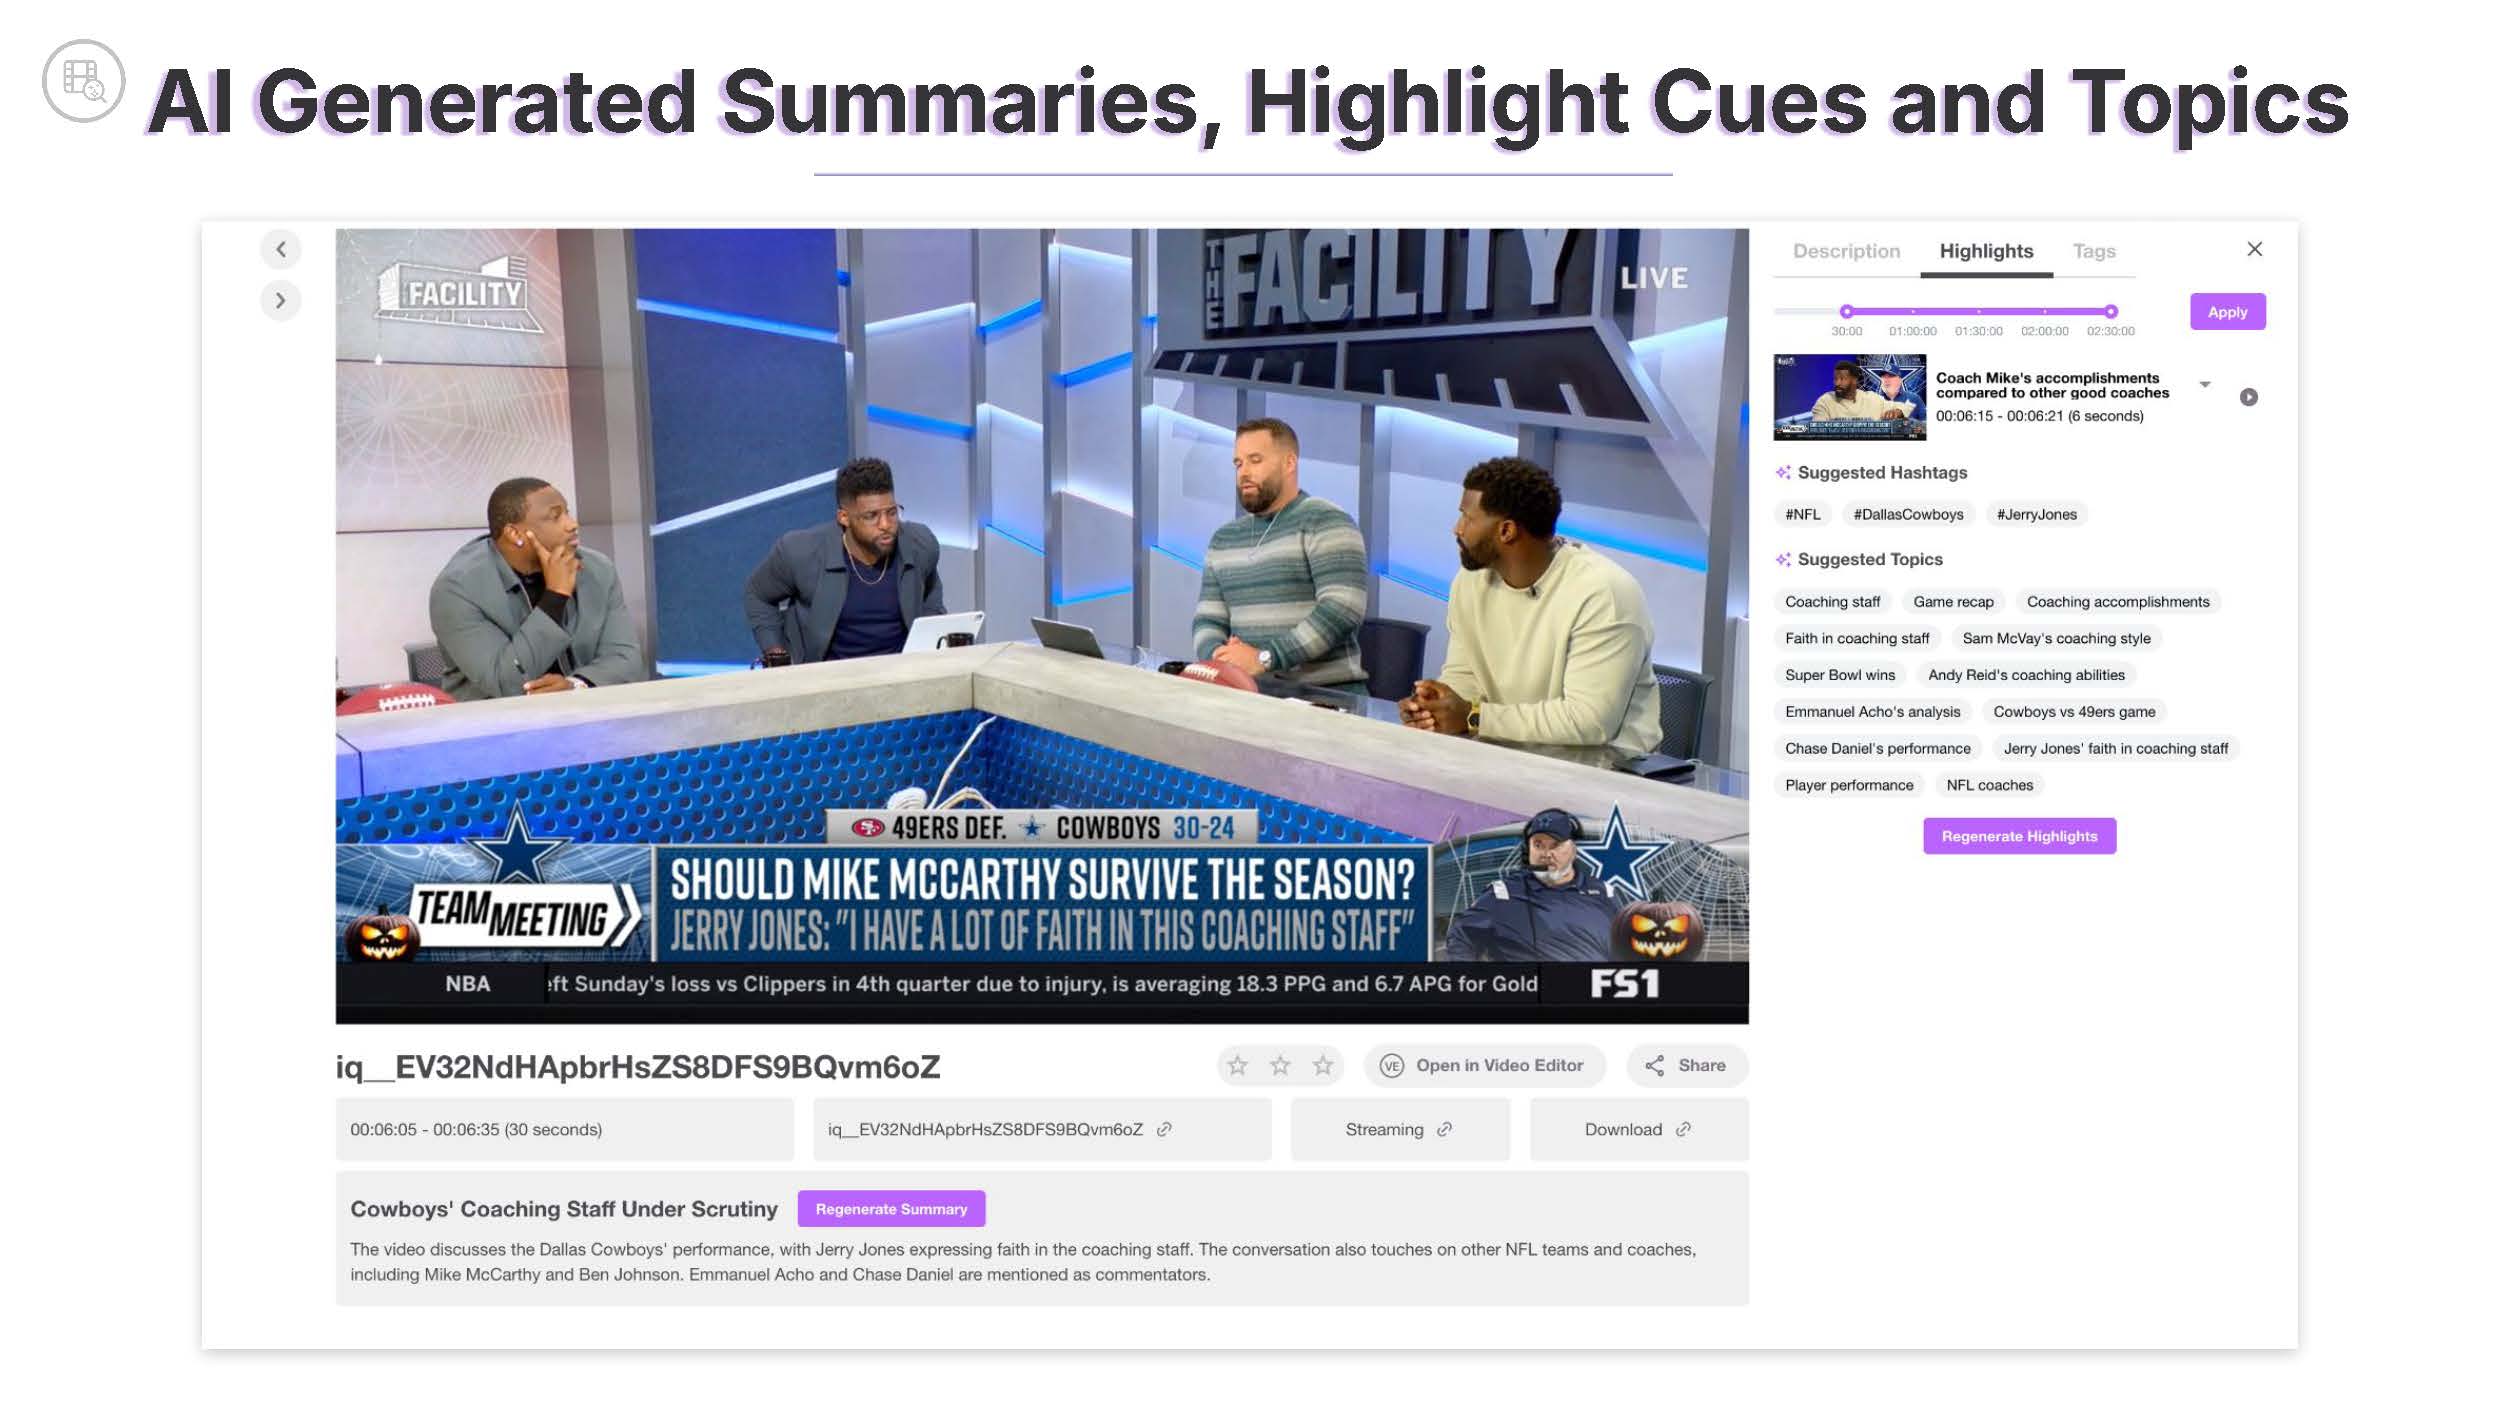 AI Generated Summaries, Highlight Cues and Topics
FACILITY
THE FACILITY
LIVE
49ERS DEF. COWBOYS 30-24
TEAM MEETING
SHOULD MIKE MCCARTHY SURVIVE THE SEASON?
JERRY JONES: "I HAVE A LOT OF FAITH IN THIS COACHING STAFF"
NBA eft Sunday's loss vs Clippers in 4th quarter due to injury, is averaging 18.3 PPG and 6.7 APG for Gold FS1
iq__EV32NdHApbrHsZS8DFS9BQvm6oZ
VE Open in Video Editor Share
00:06:05 - 00:06:35 (30 seconds) iq__EV32NdHApbrHsZS8DFS9BQvm6oZ Streaming Download
Cowboys' Coaching Staff Under Scrutiny Regenerate Summary
The video discusses the Dallas Cowboys' performance, with Jerry Jones expressing faith in the coaching staff. The conversation also touches on other NFL teams and coaches,
including Mike McCarthy and Ben Johnson. Emmanuel Acho and Chase Daniel are mentioned as commentators.
Description Highlights Tags
30:00 01:00:00 01:30:00 02:00:00 02:30:00
Apply
Coach Mike's accomplishments
compared to other good coaches
00:06:15 - 00:06:21 (6 seconds)
Suggested Hashtags
#NFL #DallasCowboys #JerryJones
Suggested Topics
Coaching staff Game recap Coaching accomplishments
Faith in coaching staff Sam McVay's coaching style
Super Bowl wins Andy Reid's coaching abilities
Emmanuel Acho's analysis Cowboys vs 49ers game
Chase Daniel's performance Jerry Jones' faith in coaching staff
Player performance NFL coaches
Regenerate Highlights